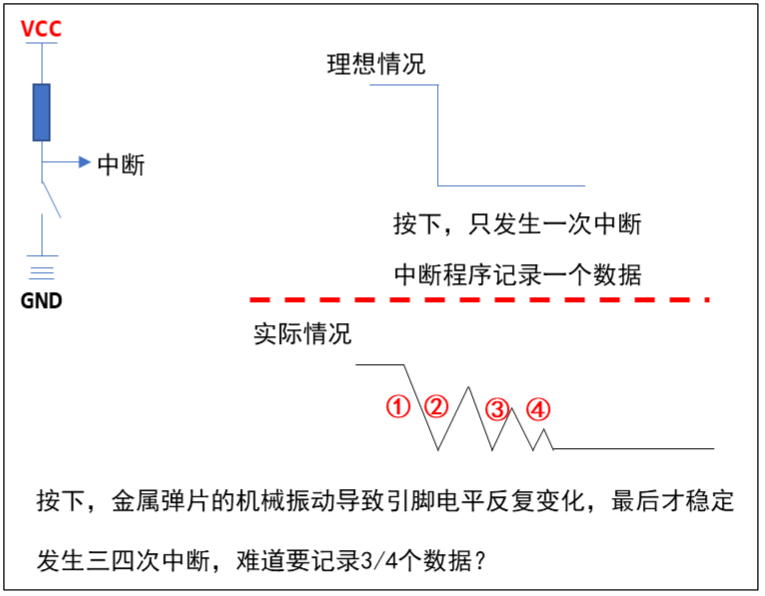 VCC
中断
GND
理想情况
按下，只发生一次中断
中断程序记录一个数据
实际情况
① ② ③ ④
按下，金属弹片的机械振动导致引脚电平反复变化，最后才稳定
发生三四次中断，难道要记录3/4个数据？